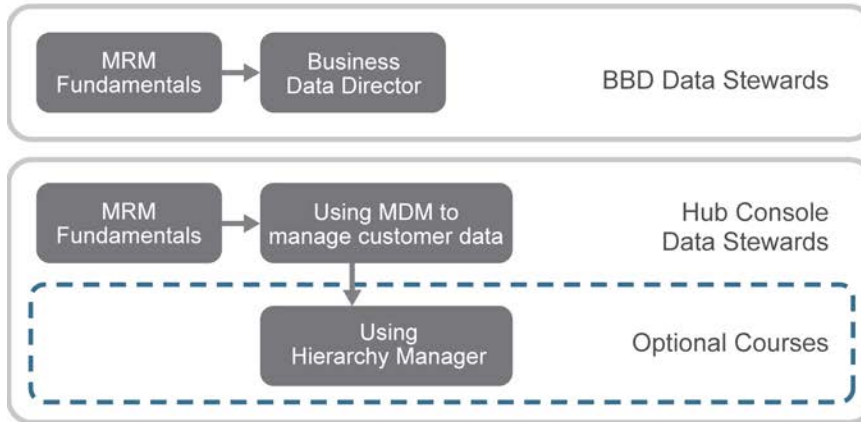 MRM
Fundamentals
Business
Data Director
BBD Data Stewards
MRM
Fundamentals
Using MDM to
manage customer data
Hub Console
Data Stewards
Using
Hierarchy Manager
Optional Courses